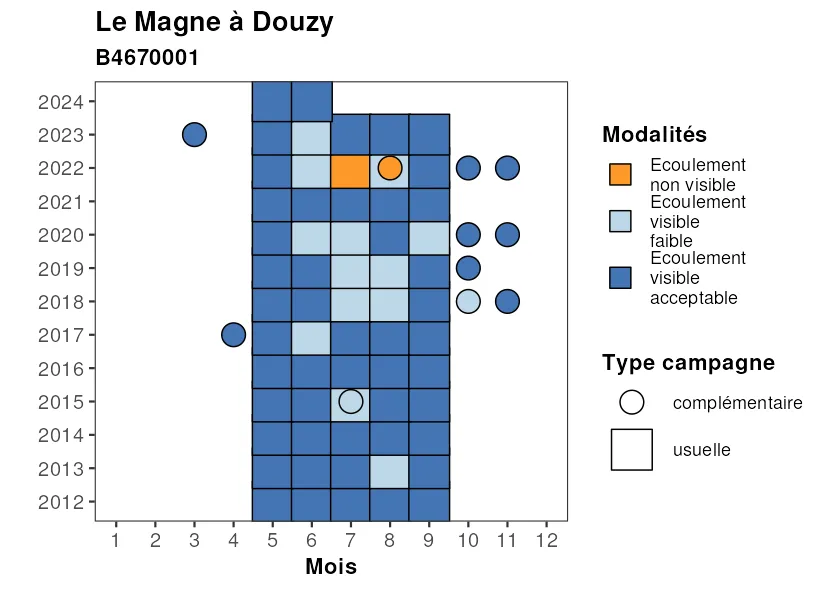 Le Magne à Douzy
B4670001
2024
2023
2022
2021
2020
2019
2018
2017
2016
2015
2014
2013
2012
1 2 3 4 5 6 7 8 9 10 11 12
Mois
Modalités
Ecoulement
non visible
Ecoulement
visible
faible
Ecoulement
visible
acceptable
Type campagne
complémentaire
usuelle